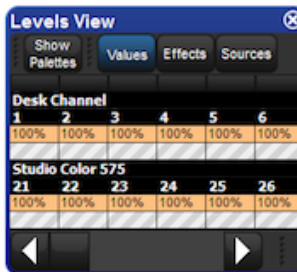 Levels View
Show Palettes Values Effects Sources
Desk Channel
1 2 3 4 5 6
100% 100% 100% 100% 100% 100%
Studio Color 575
21 22 23 24 25 26
100% 100% 100% 100% 100% 100%